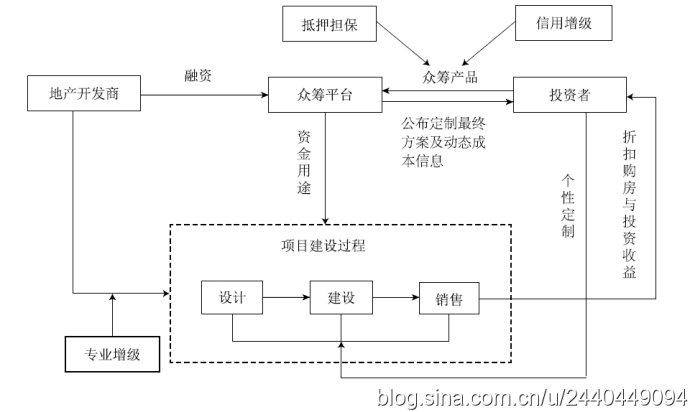 抵押担保
信用增级
融资
众筹产品
地产开发商
众筹平台
投资者
公布定制最终
方案及动态成
本信息
资金用途
个性定制
折扣购房与投资收益
项目建设过程
设计
建设
销售
专业增级
blog.sina.com.cn/u/2440449094